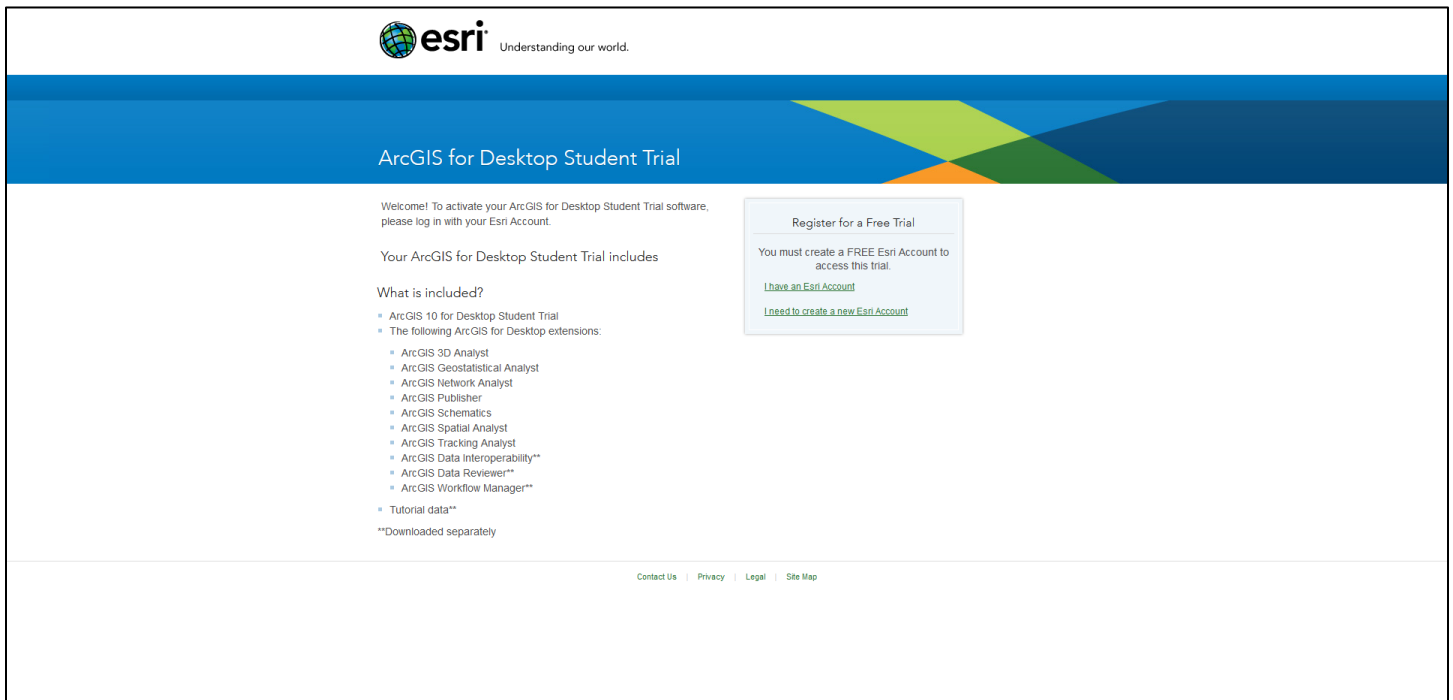 esri Understanding our world.
ArcGIS for Desktop Student Trial
Welcome! To activate your ArcGIS for Desktop Student Trial software,
please log in with your Esri Account.
Your ArcGIS for Desktop Student Trial includes
What is included?
ArcGIS 10 for Desktop Student Trial
The following ArcGIS for Desktop extensions:
ArcGIS 3D Analyst
ArcGIS Geostatistical Analyst
ArcGIS Network Analyst
ArcGIS Publisher
ArcGIS Schematics
ArcGIS Spatial Analyst
ArcGIS Tracking Analyst
ArcGIS Data Interoperability**
ArcGIS Data Reviewer**
ArcGIS Workflow Manager**
Tutorial data**
**Downloaded separately
Register for a Free Trial
You must create a FREE Esri Account to
access this trial.
I have an Esri Account
I need to create a new Esri Account
Contact Us | Privacy | Legal | Site Map